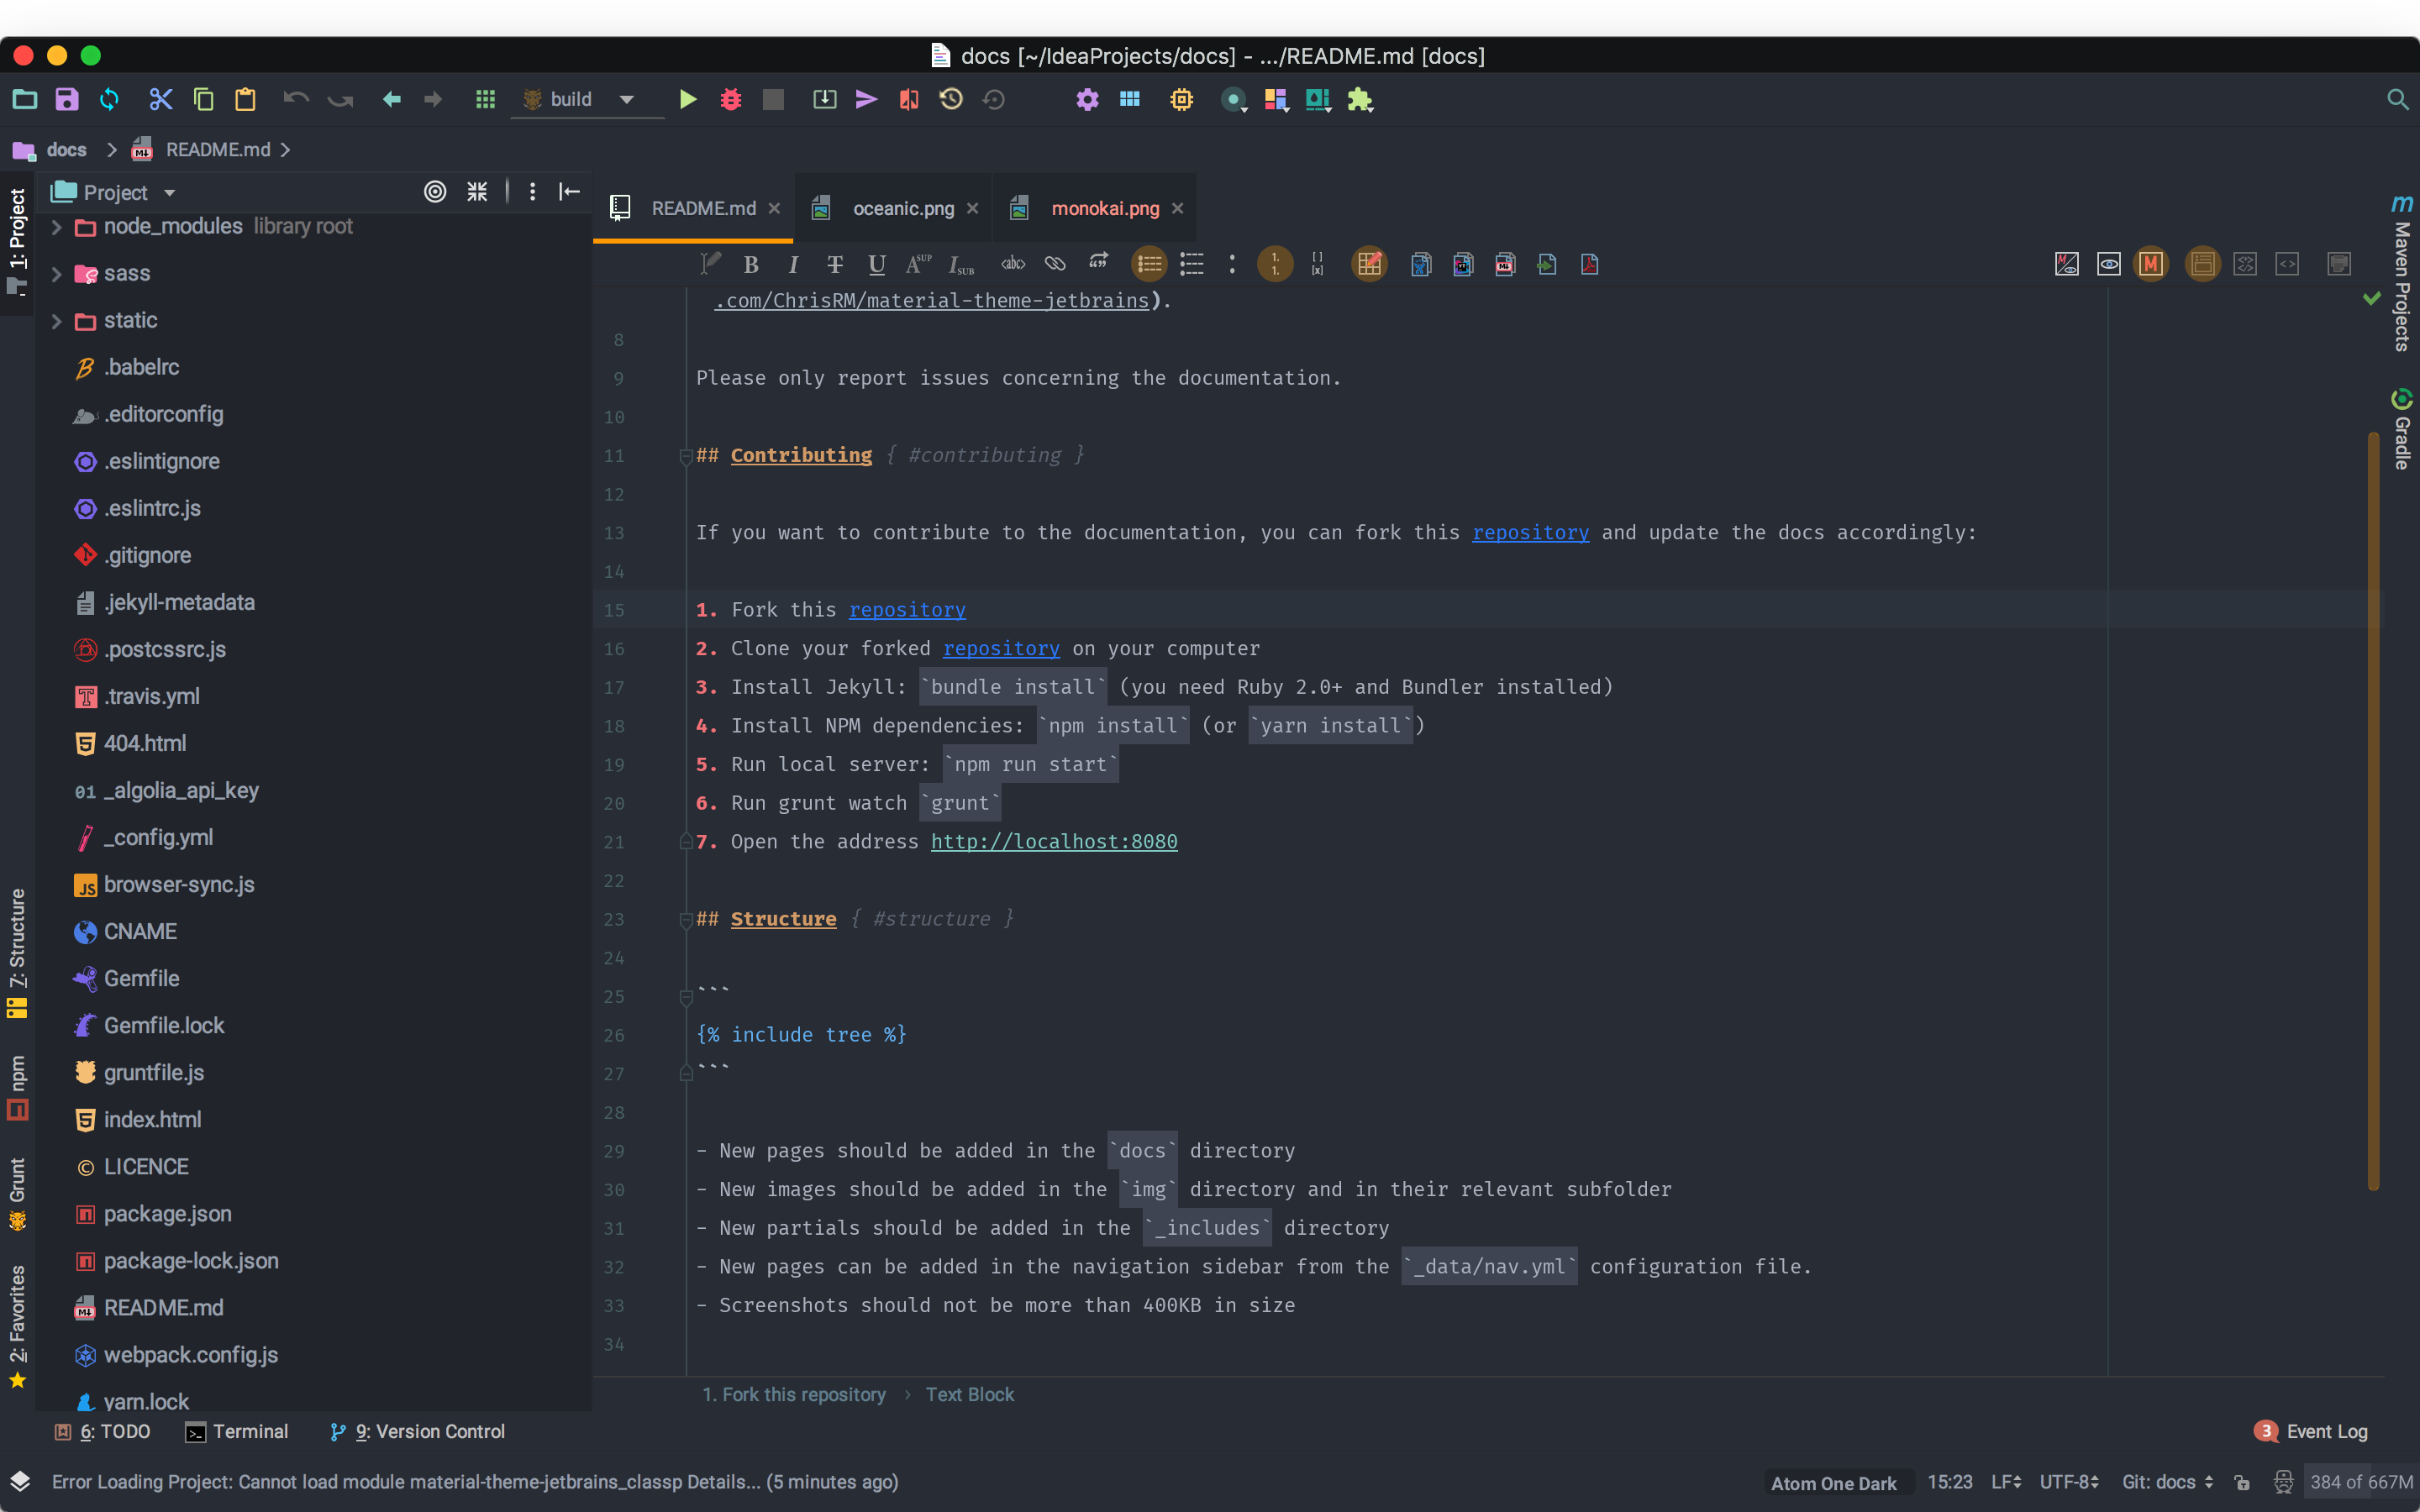 docs [~/IdeaProjects/docs] - .../README.md [docs]
build
docs
README.md
1: Project
7: Structure
npm
Grunt
2: Favorites
Project
node_modules library root
sass
static
.babelrc
.editorconfig
.eslintignore
.eslintrc.js
.gitignore
.jekyll-metadata
.postcssrc.js
.travis.yml
404.html
_algolia_api_key
_config.yml
browser-sync.js
CNAME
Gemfile
Gemfile.lock
gruntfile.js
index.html
LICENCE
package.json
package-lock.json
README.md
webpack.config.js
yarn.lock
README.md
oceanic.png
monokai.png
.com/ChrisRM/material-theme-jetbrains).
8
9 Please only report issues concerning the documentation.
10
11 ## Contributing { #contributing }
12
13 If you want to contribute to the documentation, you can fork this repository and update the docs accordingly:
14
15 1. Fork this repository
16 2. Clone your forked repository on your computer
17 3. Install Jekyll: `bundle install` (you need Ruby 2.0+ and Bundler installed)
18 4. Install NPM dependencies: `npm install` (or `yarn install`)
19 5. Run local server: `npm run start`
20 6. Run grunt watch `grunt`
21 7. Open the address http://localhost:8080
22
23 ## Structure { #structure }
24
25 ```
26 {% include tree %}
27 ```
28
29 - New pages should be added in the `docs` directory
30 - New images should be added in the `img` directory and in their relevant subfolder
31 - New partials should be added in the `_includes` directory
32 - New pages can be added in the navigation sidebar from the `_data/nav.yml` configuration file.
33 - Screenshots should not be more than 400KB in size
34
1. Fork this repository › Text Block
Maven Projects
Gradle
6: TODO
Terminal
9: Version Control
3 Event Log
Error Loading Project: Cannot load module material-theme-jetbrains_classp Details... (5 minutes ago)
Atom One Dark
15:23
LF
UTF-8
Git: docs
384 of 667M